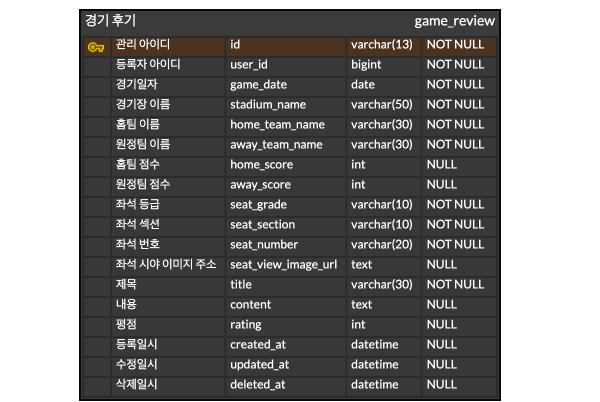 경기 후기 game_review
관리 아이디 id varchar(13) NOT NULL
등록자 아이디 user_id bigint NOT NULL
경기일자 game_date date NOT NULL
경기장 이름 stadium_name varchar(50) NOT NULL
홈팀 이름 home_team_name varchar(30) NOT NULL
원정팀 이름 away_team_name varchar(30) NOT NULL
홈팀 점수 home_score int NULL
원정팀 점수 away_score int NULL
좌석 등급 seat_grade varchar(10) NOT NULL
좌석 섹션 seat_section varchar(10) NOT NULL
좌석 번호 seat_number varchar(20) NOT NULL
좌석 시야 이미지 주소 seat_view_image_url text NULL
제목 title varchar(30) NOT NULL
내용 content text NULL
평점 rating int NULL
등록일시 created_at datetime NULL
수정일시 updated_at datetime NULL
삭제일시 deleted_at datetime NULL